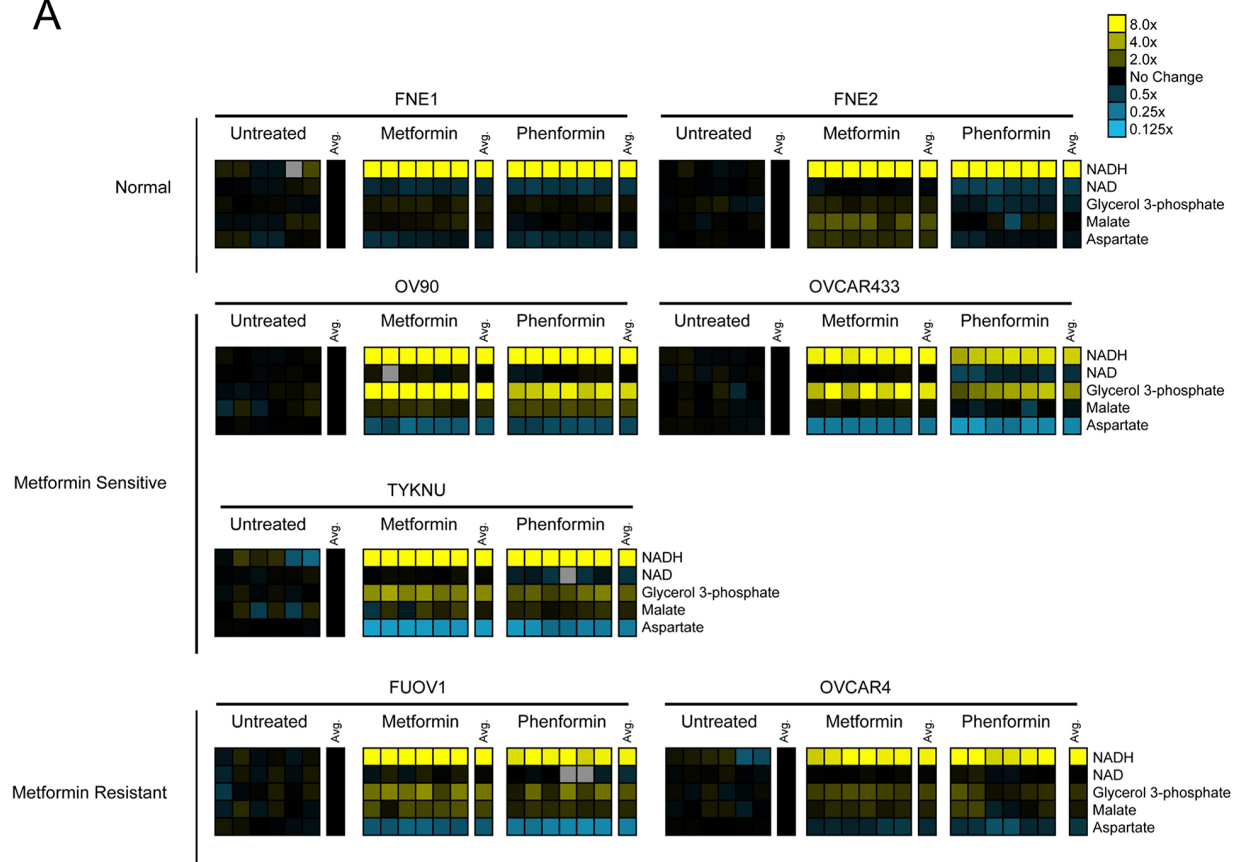 A
8.0x
4.0x
2.0x
No Change
0.5x
0.25x
0.125x
FNE1
FNE2
Untreated Avg. Metformin Avg. Phenformin Avg. Untreated Avg. Metformin Avg. Phenformin Avg.
Normal
NADH
NAD
Glycerol 3-phosphate
Malate
Aspartate
OV90
OVCAR433
Untreated Avg. Metformin Avg. Phenformin Avg. Untreated Avg. Metformin Avg. Phenformin Avg.
NADH
NAD
Glycerol 3-phosphate
Malate
Aspartate
Metformin Sensitive
TYKNU
Untreated Avg. Metformin Avg. Phenformin Avg.
NADH
NAD
Glycerol 3-phosphate
Malate
Aspartate
FUOV1
OVCAR4
Untreated Avg. Metformin Avg. Phenformin Avg. Untreated Avg. Metformin Avg. Phenformin Avg.
Metformin Resistant
NADH
NAD
Glycerol 3-phosphate
Malate
Aspartate